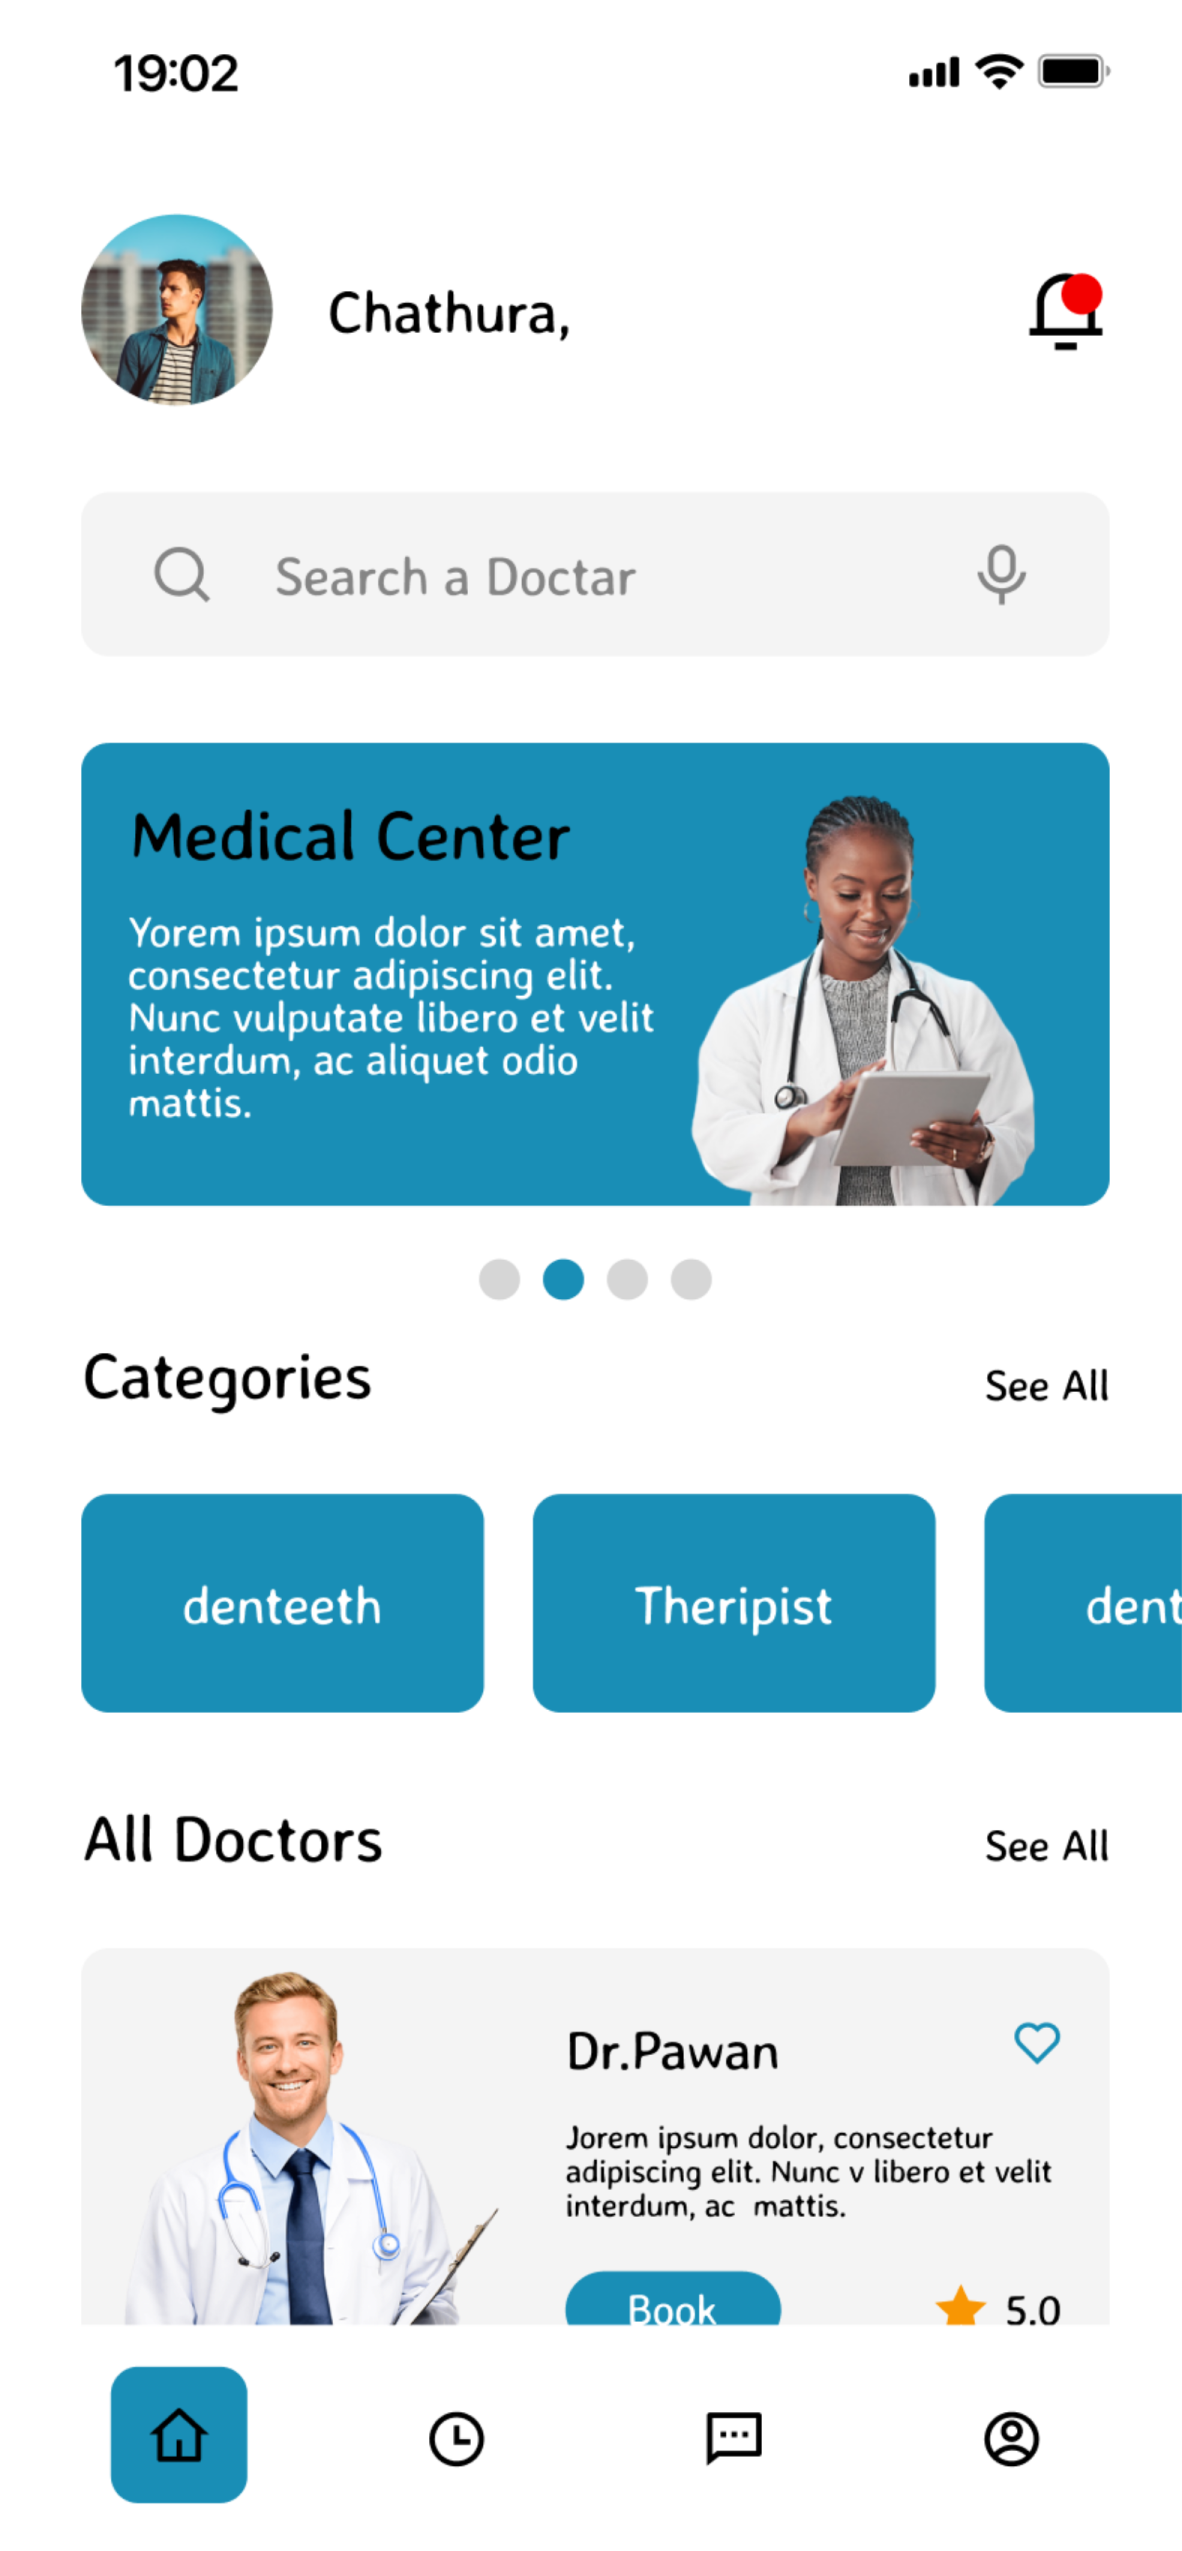 19:02
Chathura,
Search a Doctar
Medical Center
Yorem ipsum dolor sit amet,
consectetur adipiscing elit.
Nunc vulputate libero et velit
interdum, ac aliquet odio
mattis.
Categories
See All
denteeth
Theripist
dent
All Doctors
See All
Dr.Pawan
Jorem ipsum dolor, consectetur
adipiscing elit. Nunc v libero et velit
interdum, ac  mattis.
Book
5.0